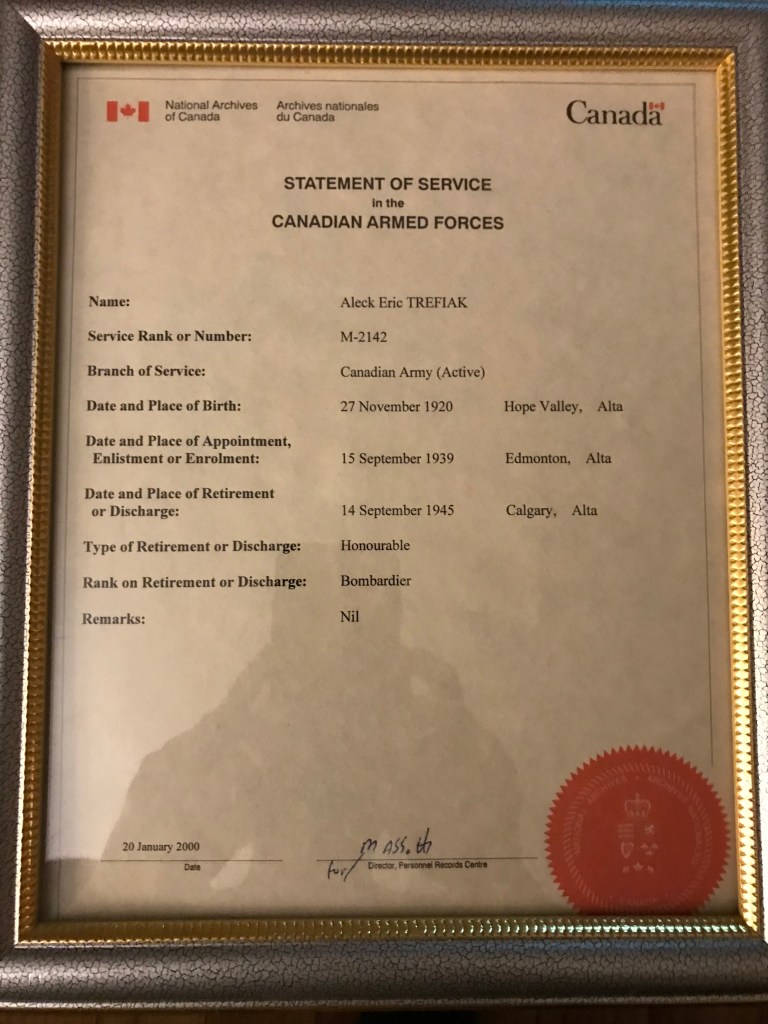 National Archives of Canada
Archives nationales du Canada
Canada
STATEMENT OF SERVICE
in the
CANADIAN ARMED FORCES
Name: Aleck Eric TREFIAK
Service Rank or Number: M-2142
Branch of Service: Canadian Army (Active)
Date and Place of Birth: 27 November 1920 Hope Valley, Alta
Date and Place of Appointment,
Enlistment or Enrolment: 15 September 1939 Edmonton, Alta
Date and Place of Retirement
or Discharge: 14 September 1945 Calgary, Alta
Type of Retirement or Discharge: Honourable
Rank on Retirement or Discharge: Bombardier
Remarks: Nil
20 January 2000
Date
for/
Director, Personnel Records Centre